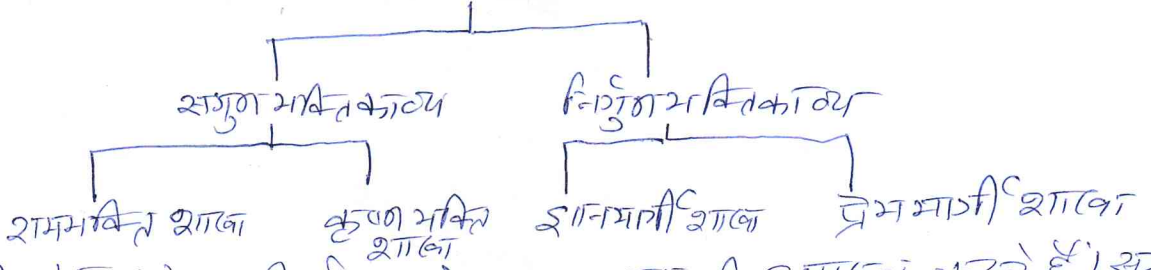 सगुण भक्तिकाव्य निर्गुण भक्तिकाव्य
रामभक्ति शाखा कृष्ण भक्ति शाखा ज्ञानमार्गी शाखा प्रेममार्गी शाखा